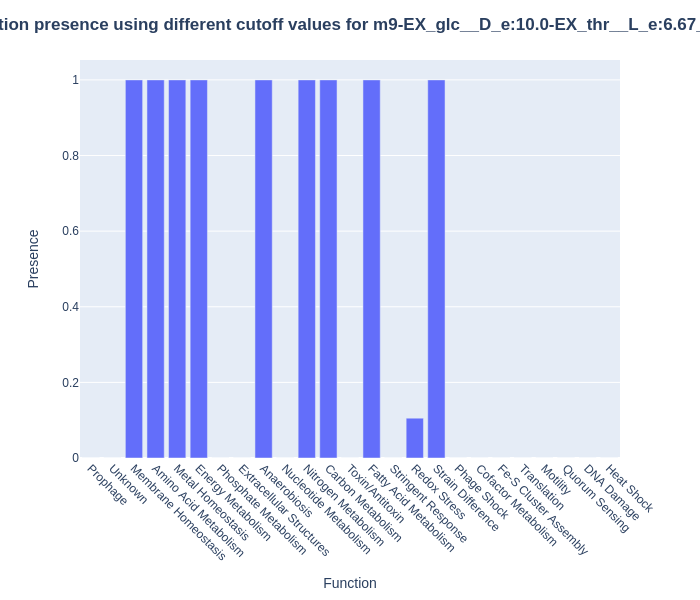 tion presence using different cutoff values for m9-EX_glc__D_e:10.0-EX_thr__L_e:6.67_
1
0.8
0.6
0.4
0.2
0
Presence
Prophage
Unknown
Membrane Homeostasis
Amino Acid Metabolism
Metal Homeostasis
Energy Metabolism
Phosphate Metabolism
Extracellular Structures
Anaerobiosis
Nucleotide Metabolism
Nitrogen Metabolism
Carbon Metabolism
Toxin/Antitoxin
Fatty Acid Metabolism
Stringent Response
Redox Stress
Strain Difference
Phage Shock
Cofactor Metabolism
Fe-S Cluster Assembly
Translation
Motility
Quorum Sensing
DNA Damage
Heat Shock
Function